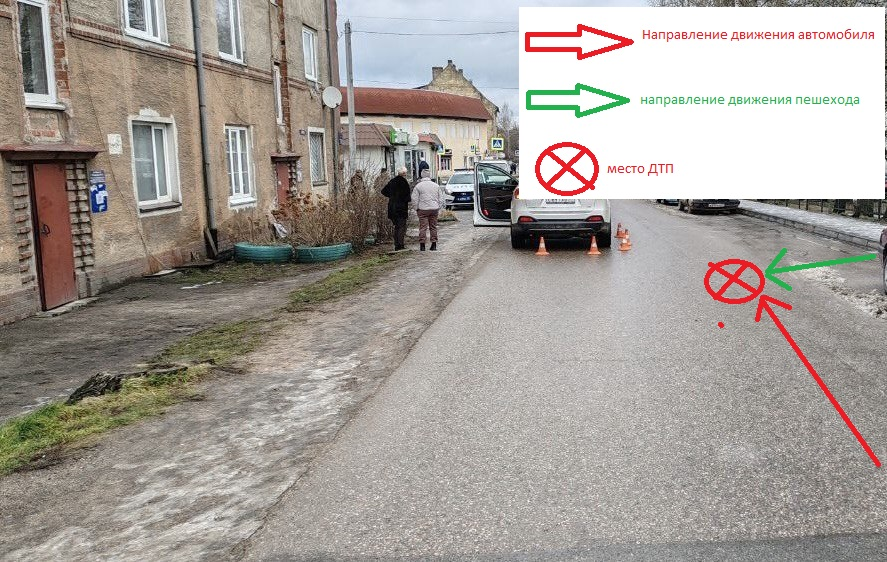 Направление движения автомобиля
направление движения пешехода
место ДТП